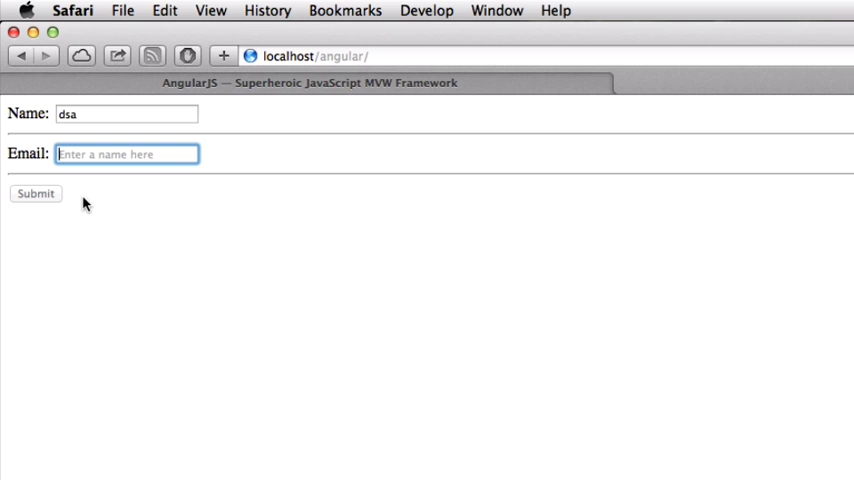 Safari File Edit View History Bookmarks Develop Window Help
+ localhost/angular/
AngularJS — Superheroic JavaScript MVW Framework
Name: dsa
Email: Enter a name here
Submit